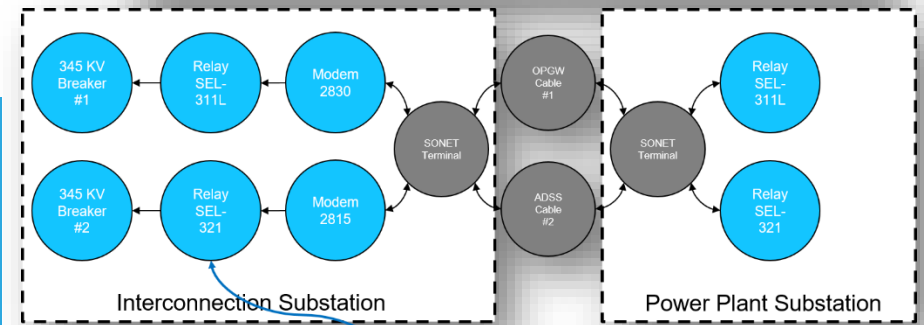 345 KV
Breaker
#1
Relay
SEL-
311L
Modem
2830
OPGW
Cable
#1
Relay
SEL-
311L
SONET
Terminal
SONET
Terminal
345 KV
Breaker
#2
Relay
SEL-
321
Modem
2815
ADSS
Cable
#2
Relay
SEL-
321
Interconnection Substation
Power Plant Substation